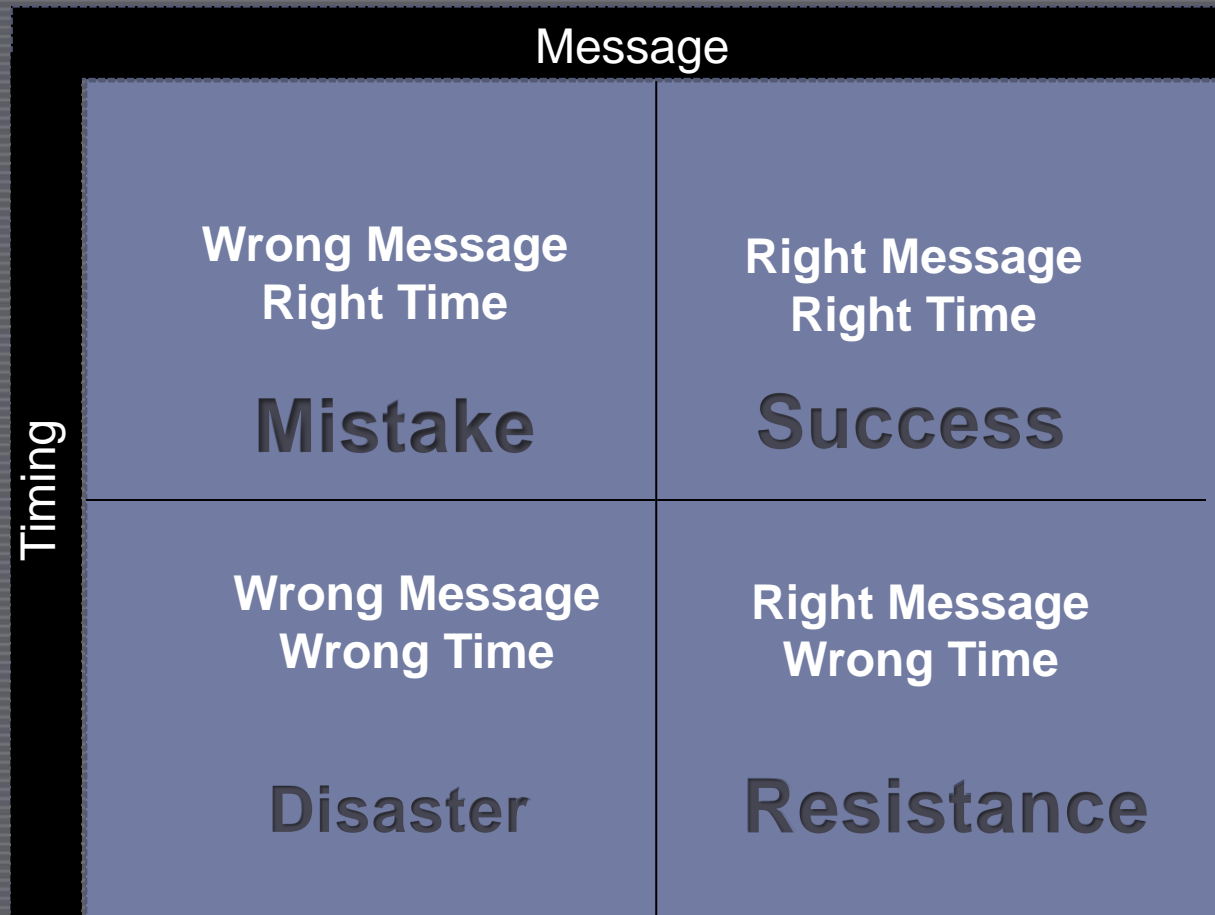 Message
Timing
Wrong Message
Right Time
Mistake
Right Message
Right Time
Success
Wrong Message
Wrong Time
Disaster
Right Message
Wrong Time
Resistance